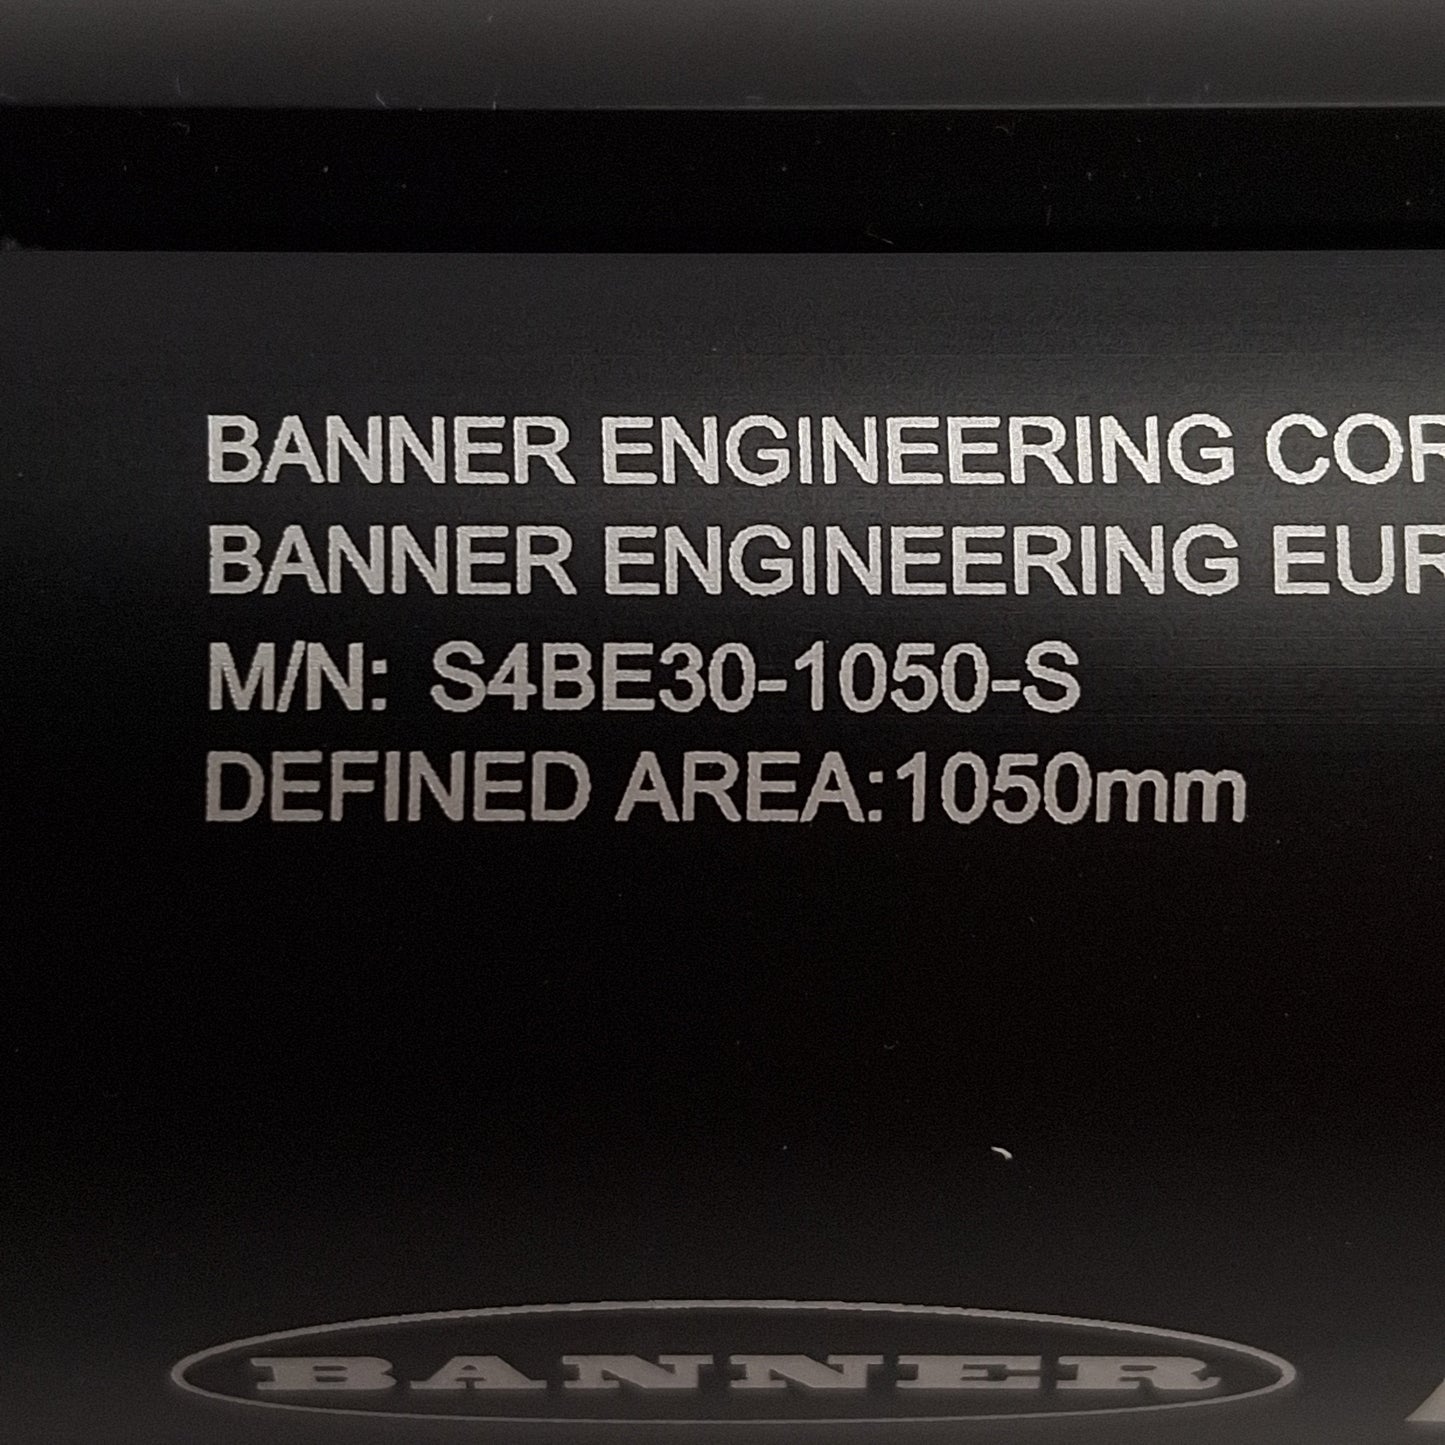 BANNER ENGINEERING COR
BANNER ENGINEERING EUR
M/N: S4BE30-1050-S
DEFINED AREA:1050mm
BANNER